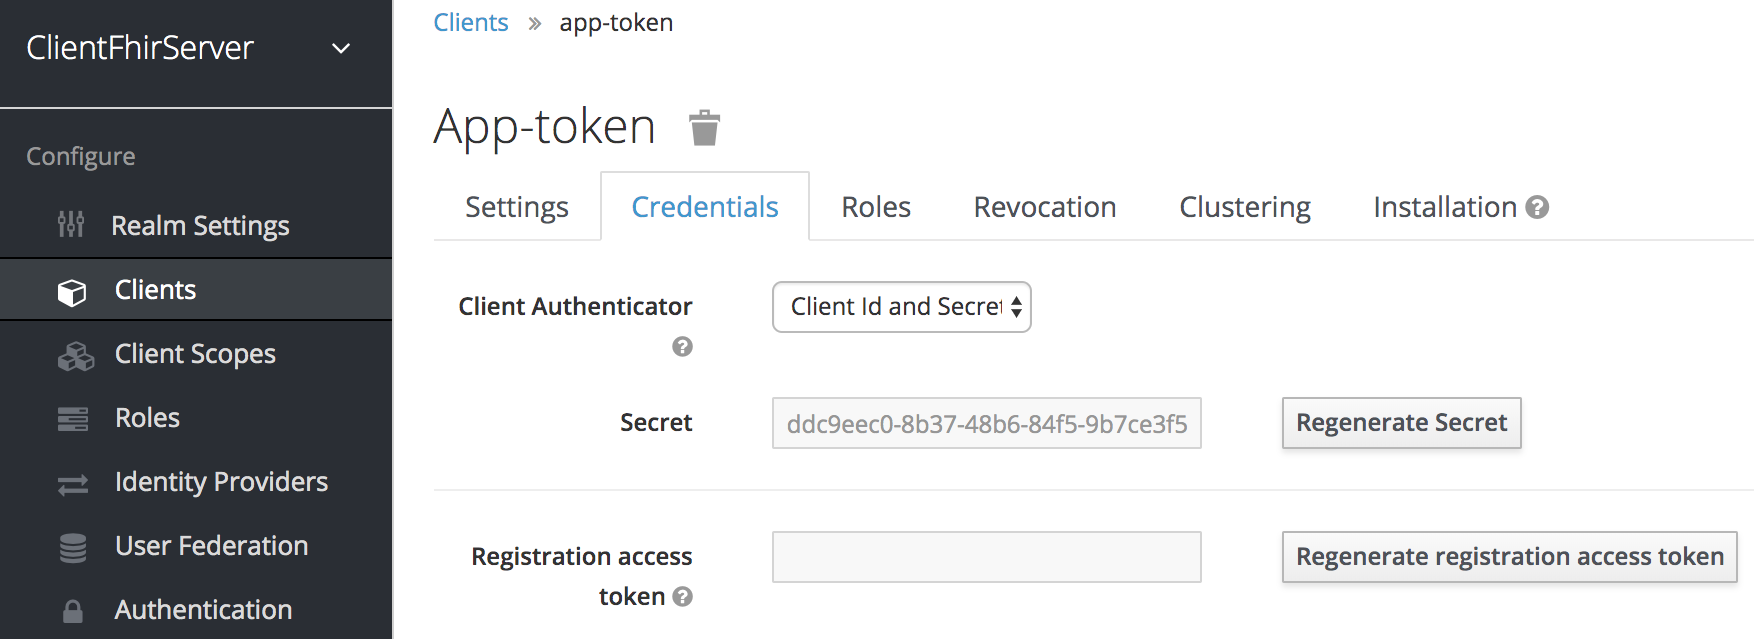 ClientFhirServer
Configure
Realm Settings
Clients
Client Scopes
Roles
Identity Providers
User Federation
Authentication
Clients » app-token
App-token
Settings Credentials Roles Revocation Clustering Installation ?
Client Authenticator ? Client Id and Secret
Secret ddc9eec0-8b37-48b6-84f5-9b7ce3f5 Regenerate Secret
Registration access Regenerate registration access token
token ?